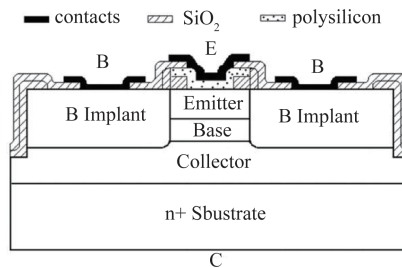 contacts SiO2 polysilicon
E
B B
Emitter
B Implant B Implant
Base
Collector
n+ Sbustrate
C